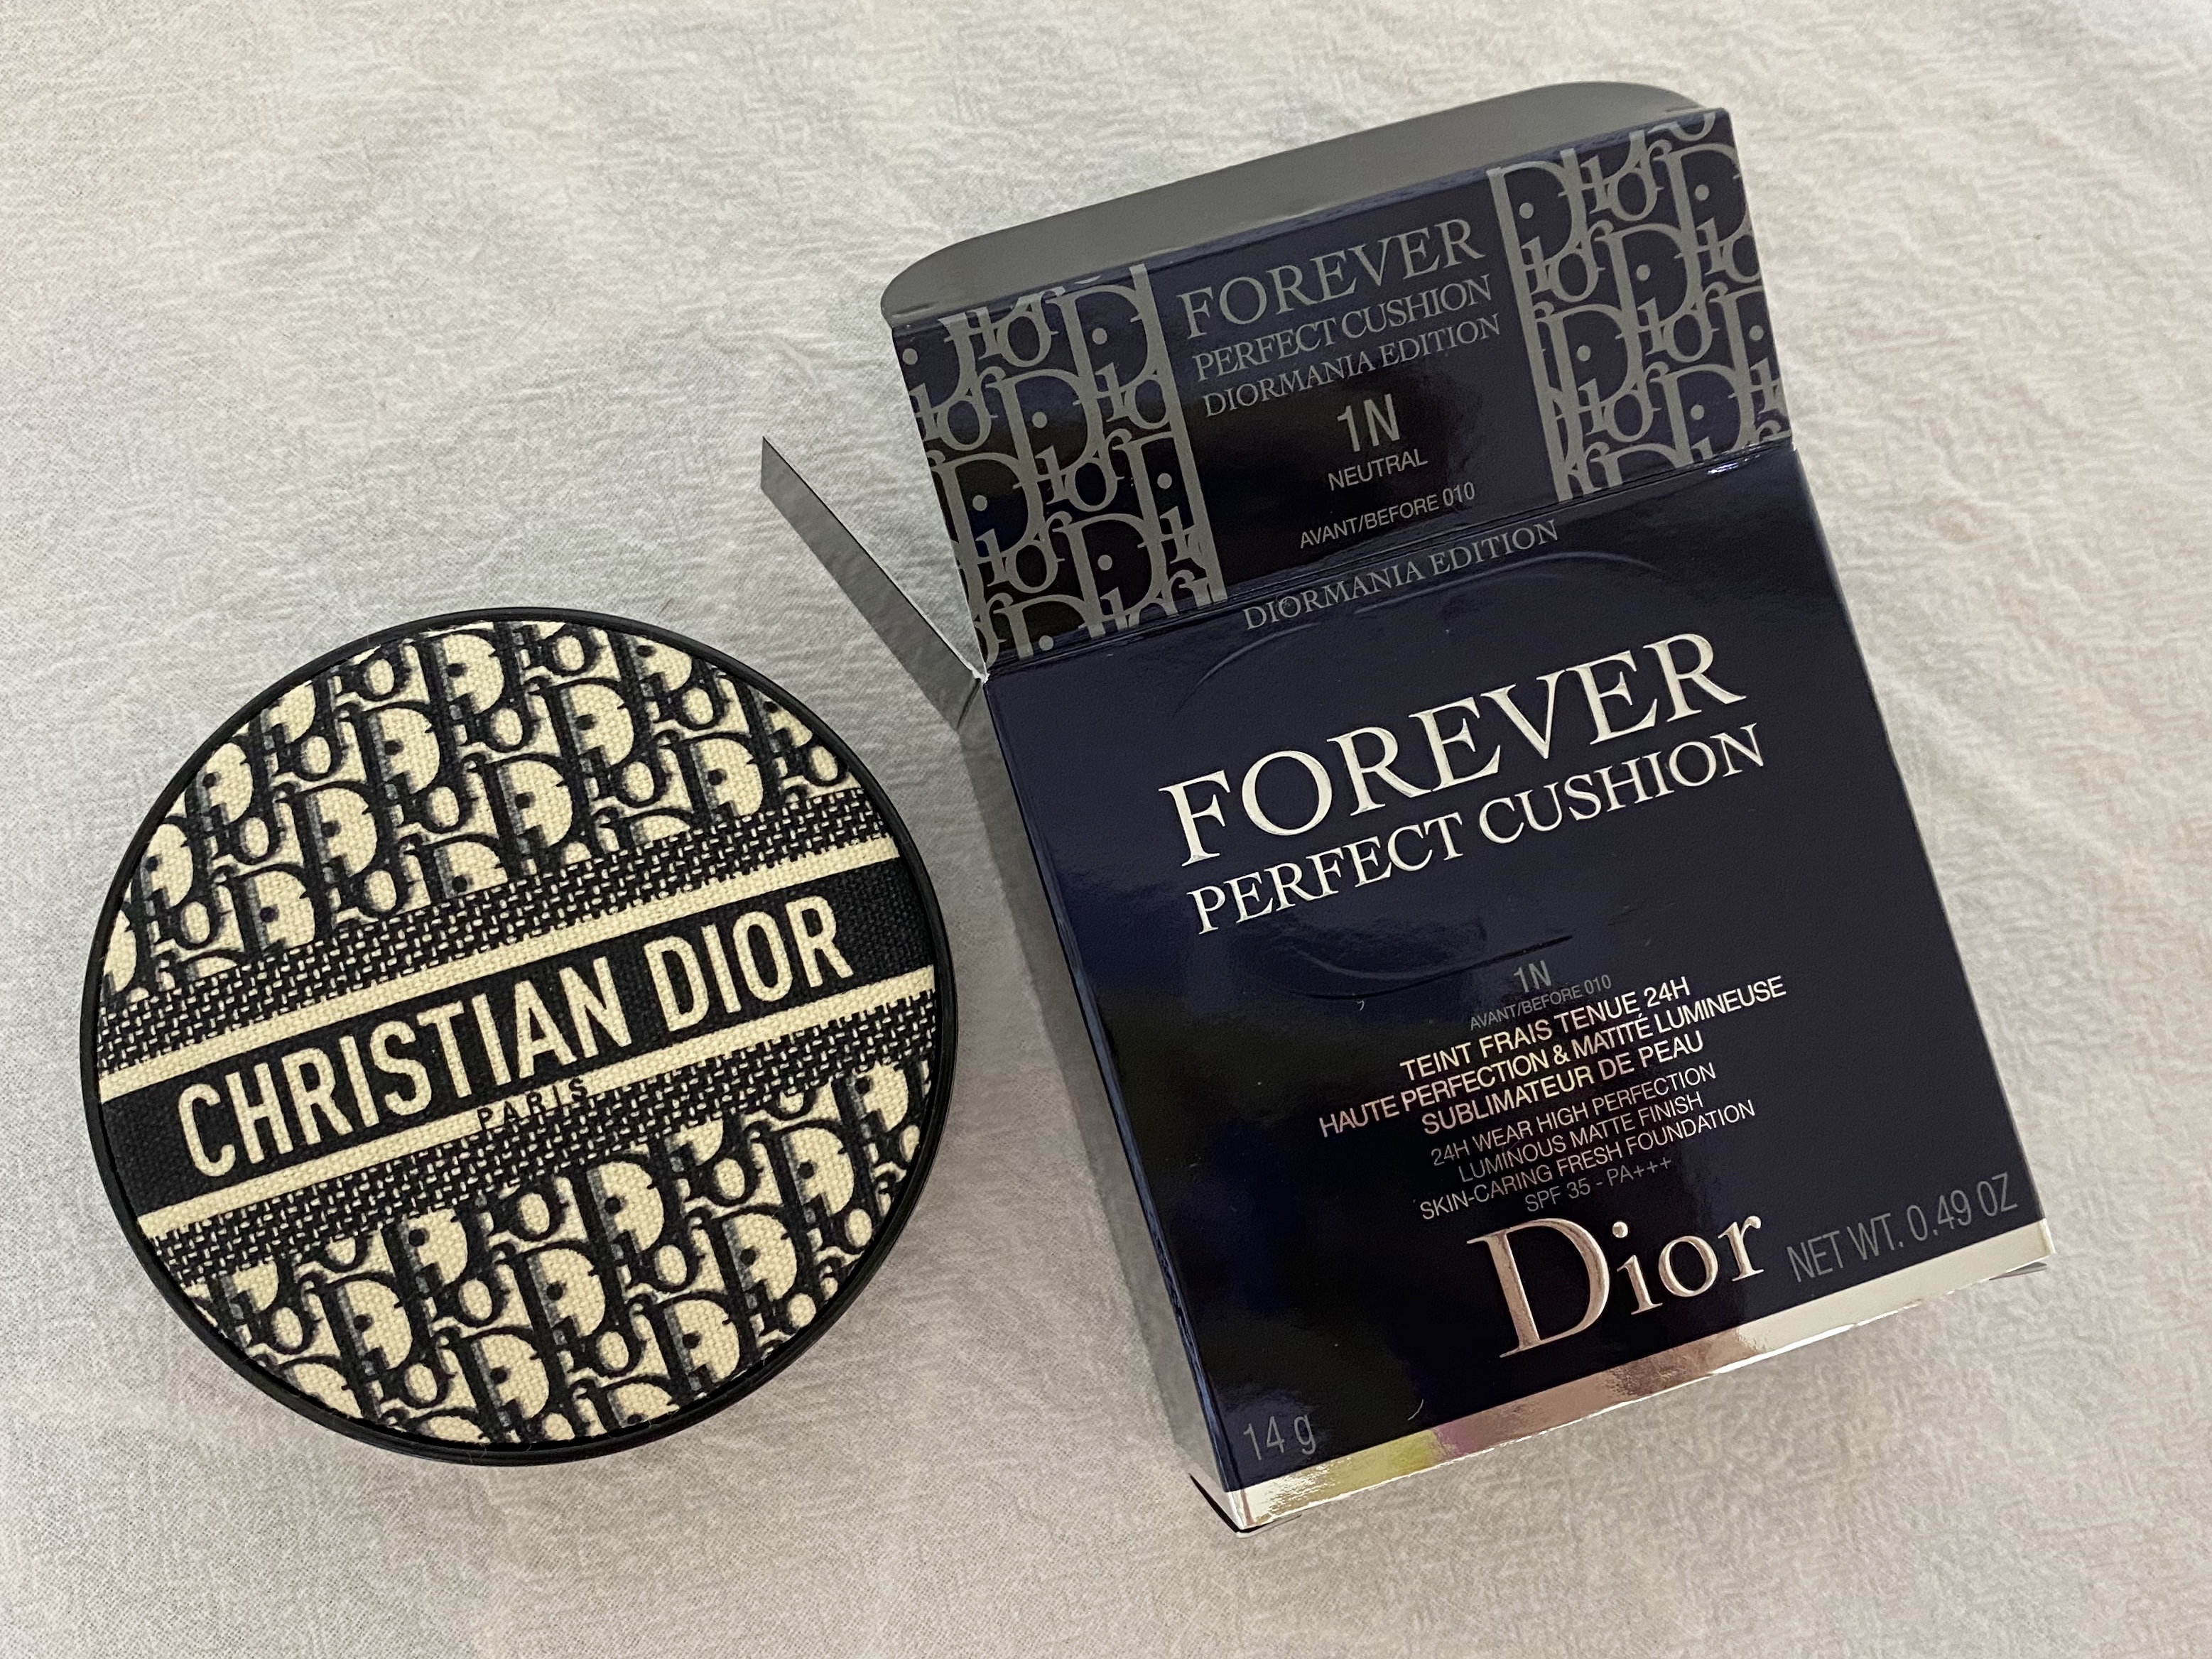 CHRISTIAN DIOR
PARIS
FOREVER
PERFECT CUSHION
DIORMANIA EDITION
1N
NEUTRAL
AVANT/BEFORE 010
DIORMANIA EDITION
FOREVER
PERFECT CUSHION
1N
AVANT/BEFORE 010
TEINT FRAIS TENUE 24H
HAUTE PERFECTION & MATITÉ LUMINEUSE
SUBLIMATEUR DE PEAU
24H WEAR HIGH PERFECTION
LUMINOUS MATTE FINISH
SKIN-CARING FRESH FOUNDATION
SPF 35 - PA+++
Dior
14 g
NET WT. 0.49 OZ